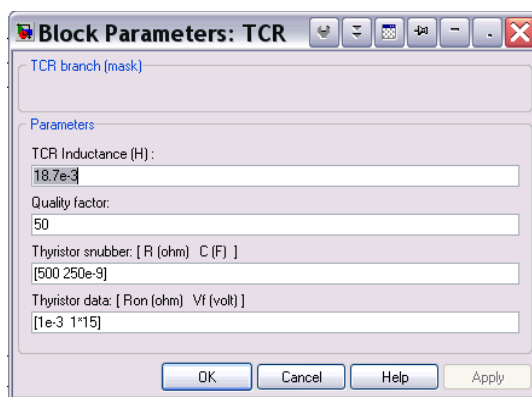 Block Parameters: TCR
TCR branch (mask)
Parameters
TCR Inductance (H) :
18.7e-3
Quality factor:
50
Thyristor snubber: [ R (ohm)   C (F)  ]
[500 250e-9]
Thyristor data: [ Ron (ohm)   Vf (volt) ]
[1e-3  1*15]
OK Cancel Help Apply